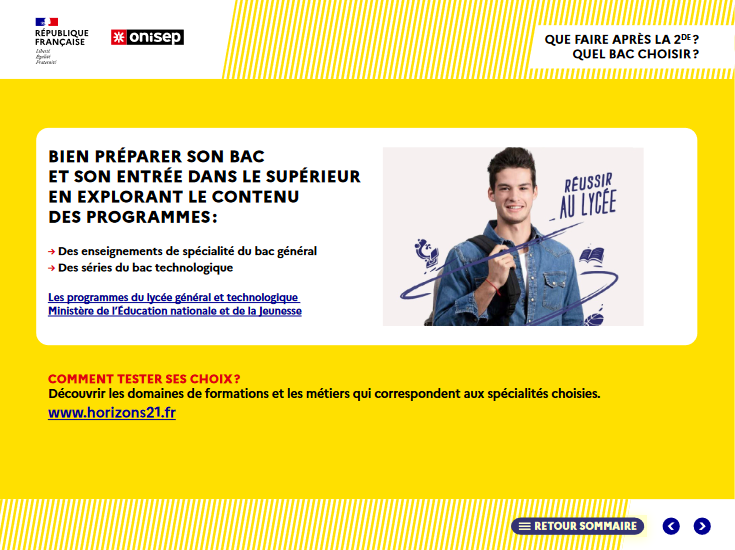 RÉPUBLIQUE
FRANÇAISE
Liberté
Égalité
Fraternité
onisep
QUE FAIRE APRÈS LA 2DE ?
QUEL BAC CHOISIR ?
BIEN PRÉPARER SON BAC
ET SON ENTRÉE DANS LE SUPÉRIEUR
EN EXPLORANT LE CONTENU
DES PROGRAMMES :
→ Des enseignements de spécialité du bac général
→ Des séries du bac technologique
Les programmes du lycée général et technologique
Ministère de l’Éducation nationale et de la Jeunesse
RÉUSSIR
AU LYCÉE
COMMENT TESTER SES CHOIX ?
Découvrir les domaines de formations et les métiers qui correspondent aux spécialités choisies.
www.horizons21.fr
RETOUR SOMMAIRE